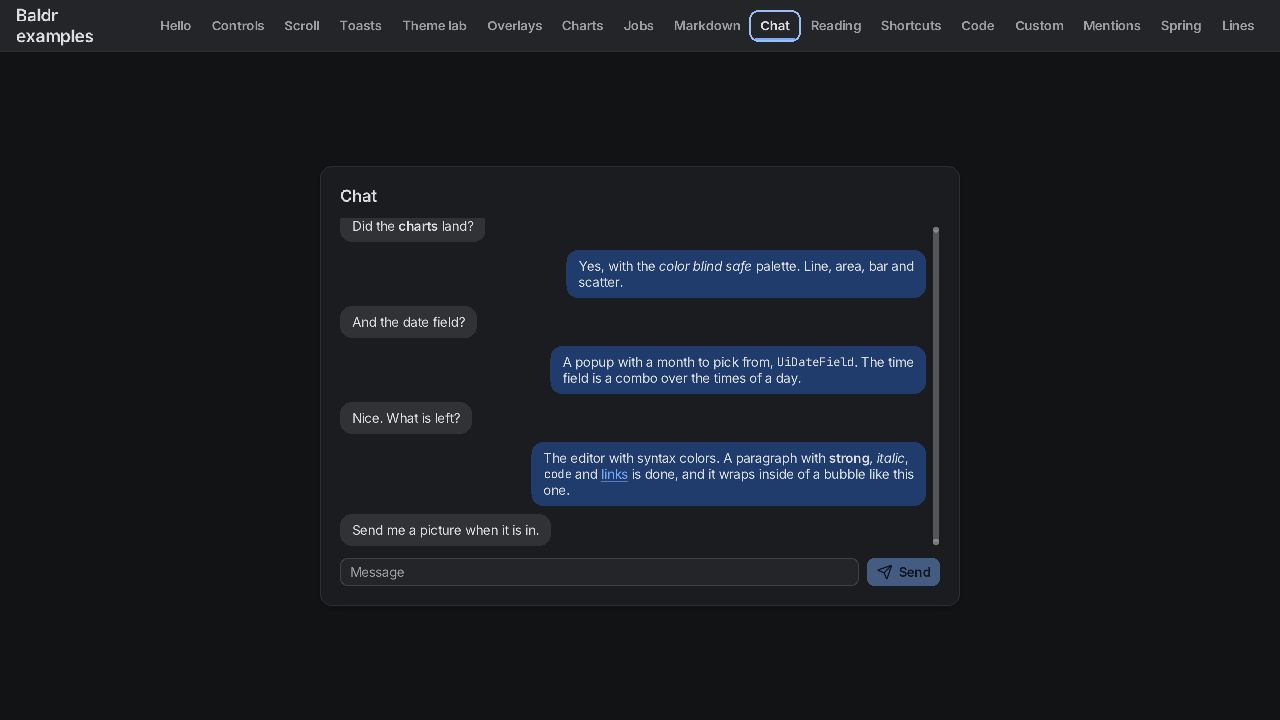 Baldr
examples
Hello Controls Scroll Toasts Theme lab Overlays Charts Jobs Markdown Chat Reading Shortcuts Code Custom Mentions Spring Lines
Chat
Did the charts land?
Yes, with the color blind safe palette. Line, area, bar and
scatter.
And the date field?
A popup with a month to pick from, UiDateField. The time
field is a combo over the times of a day.
Nice. What is left?
The editor with syntax colors. A paragraph with strong, italic,
code and links is done, and it wraps inside of a bubble like this
one.
Send me a picture when it is in.
Message
Send